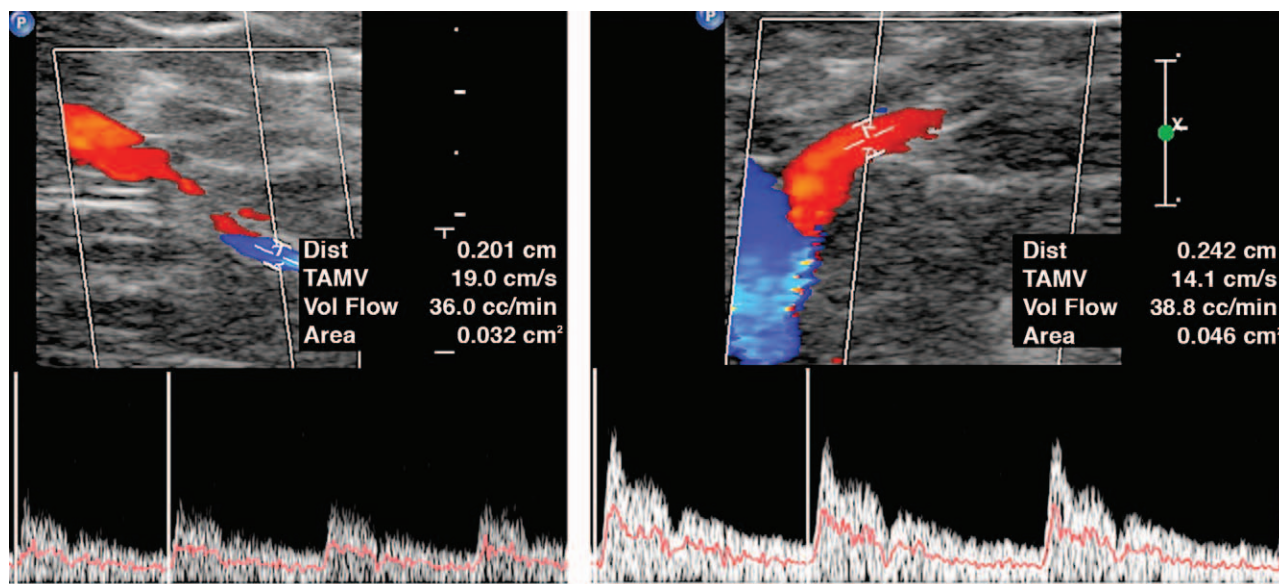 P
Dist 0.201 cm
TAMV 19.0 cm/s
Vol Flow 36.0 cc/min
Area 0.032 cm²
P
X
Dist 0.242 cm
TAMV 14.1 cm/s
Vol Flow 38.8 cc/min
Area 0.046 cm²